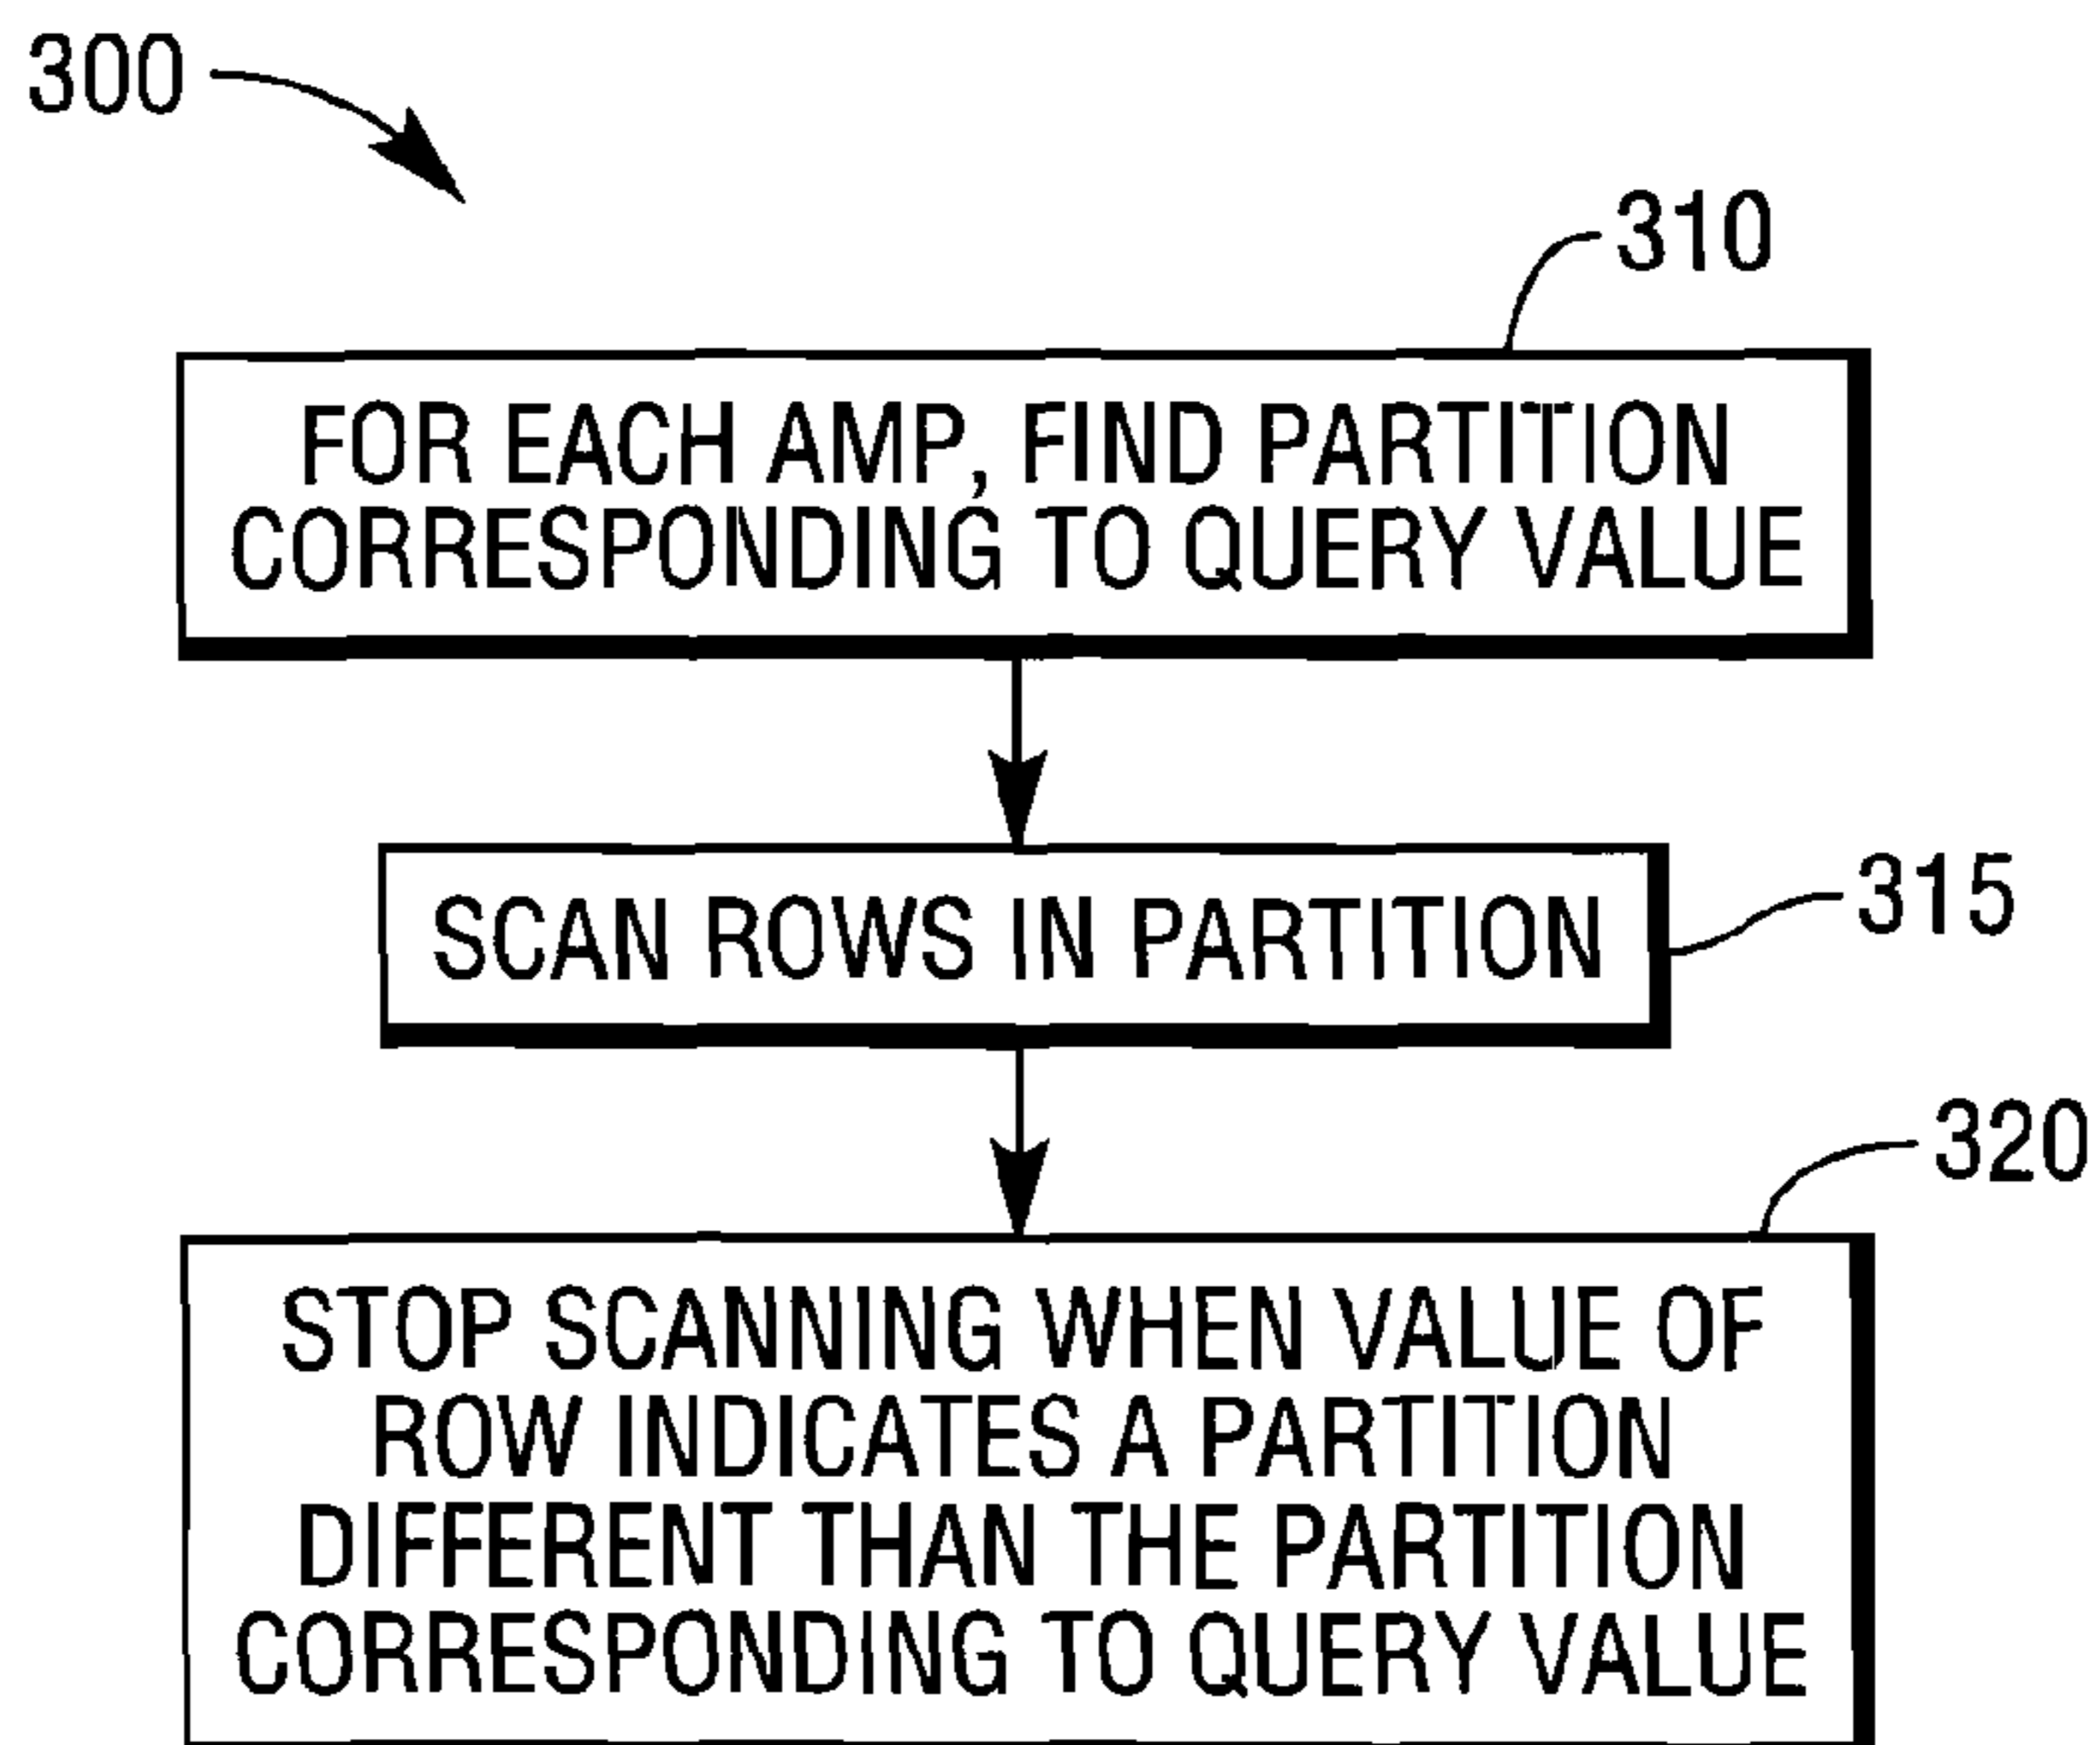 300
310
FOR EACH AMP, FIND PARTITION
CORRESPONDING TO QUERY VALUE
SCAN ROWS IN PARTITION
315
320
STOP SCANNING WHEN VALUE OF
ROW INDICATES A PARTITION
DIFFERENT THAN THE PARTITION
CORRESPONDING TO QUERY VALUE